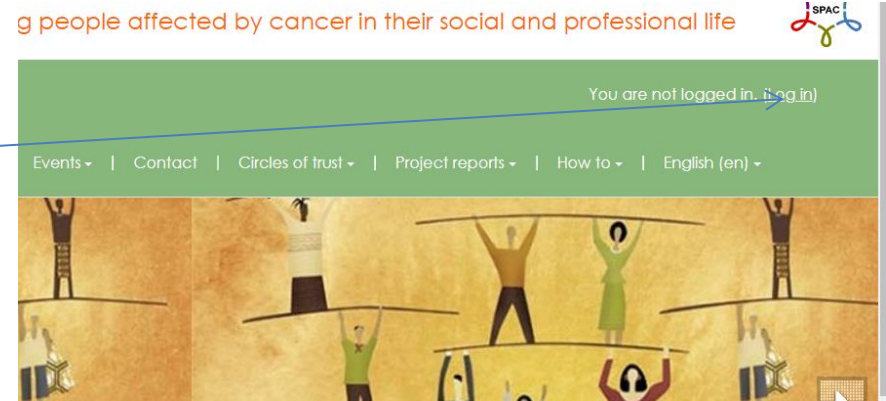 g people affected by cancer in their social and professional life
SPAC
You are not logged in. (Log in)
Events | Contact | Circles of trust | Project reports | How to | English (en)